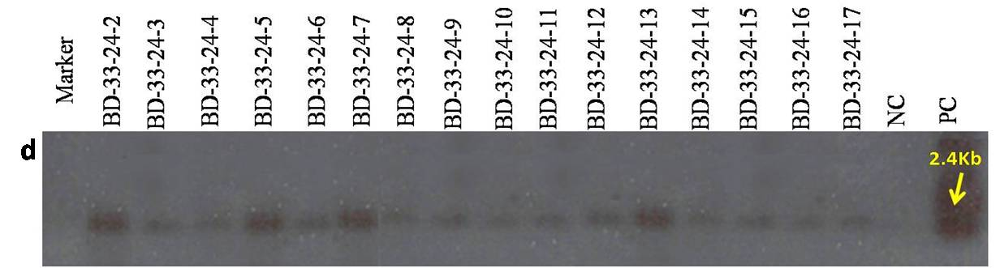 Marker
BD-33-24-2
BD-33-24-3
BD-33-24-4
BD-33-24-5
BD-33-24-6
BD-33-24-7
BD-33-24-8
BD-33-24-9
BD-33-24-10
BD-33-24-11
BD-33-24-12
BD-33-24-13
BD-33-24-14
BD-33-24-15
BD-33-24-16
BD-33-24-17
NC
PC
d
2.4Kb